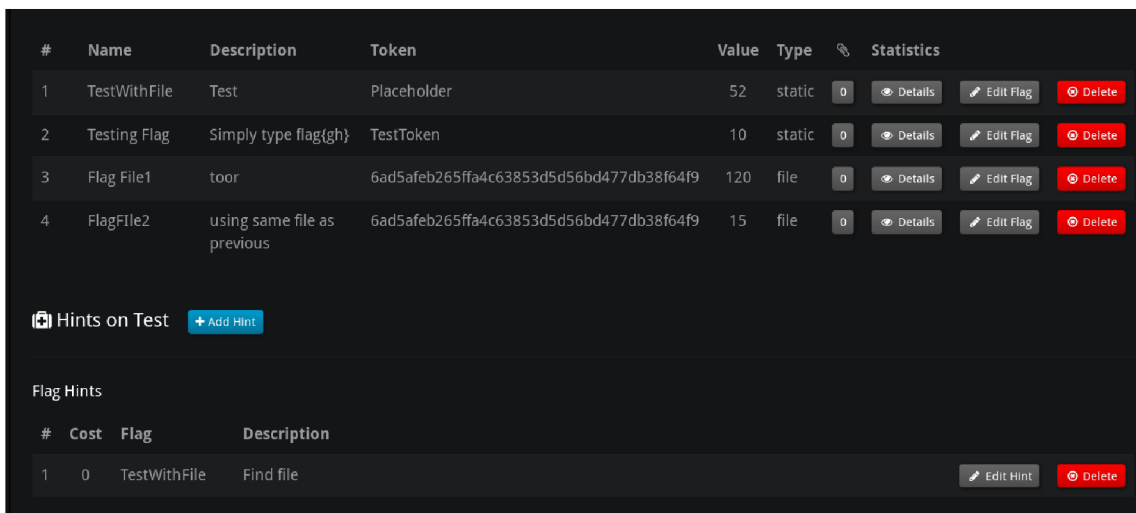 # Name Description Token Value Type Statistics
1 TestWithFile Test Placeholder 52 static 0 Details Edit Flag Delete
2 Testing Flag Simply type flag{gh} TestToken 10 static 0 Details Edit Flag Delete
3 Flag File1 toor 6ad5afeb265ffa4c63853d5d56bd477db38f64f9 120 file 0 Details Edit Flag Delete
4 FlagFIle2 using same file as 6ad5afeb265ffa4c63853d5d56bd477db38f64f9 15 file 0 Details Edit Flag Delete
previous
Hints on Test + Add Hint
Flag Hints
# Cost Flag Description
1 0 TestWithFile Find file Edit Hint Delete